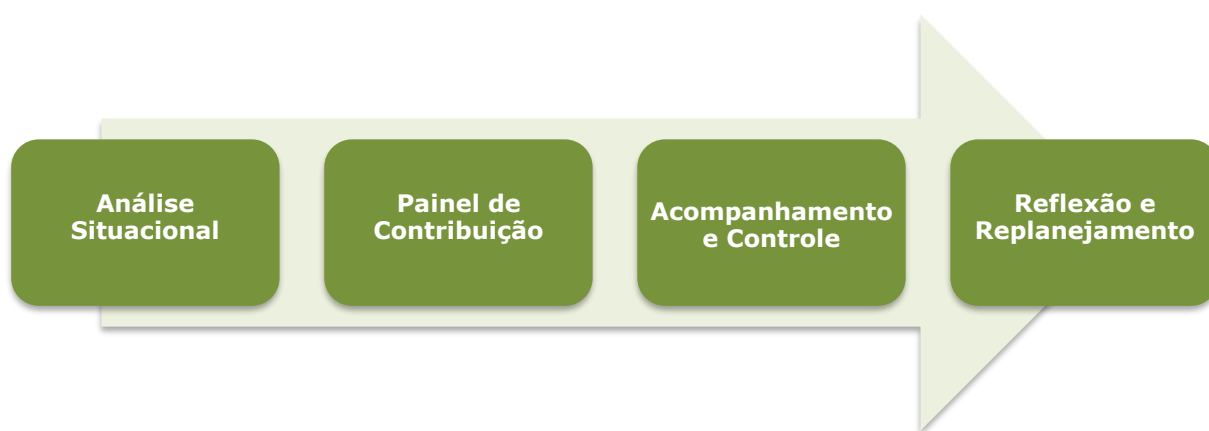 Análise
Situacional
Painel de
Contribuição
Acompanhamento
e Controle
Reflexão e
Replanejamento